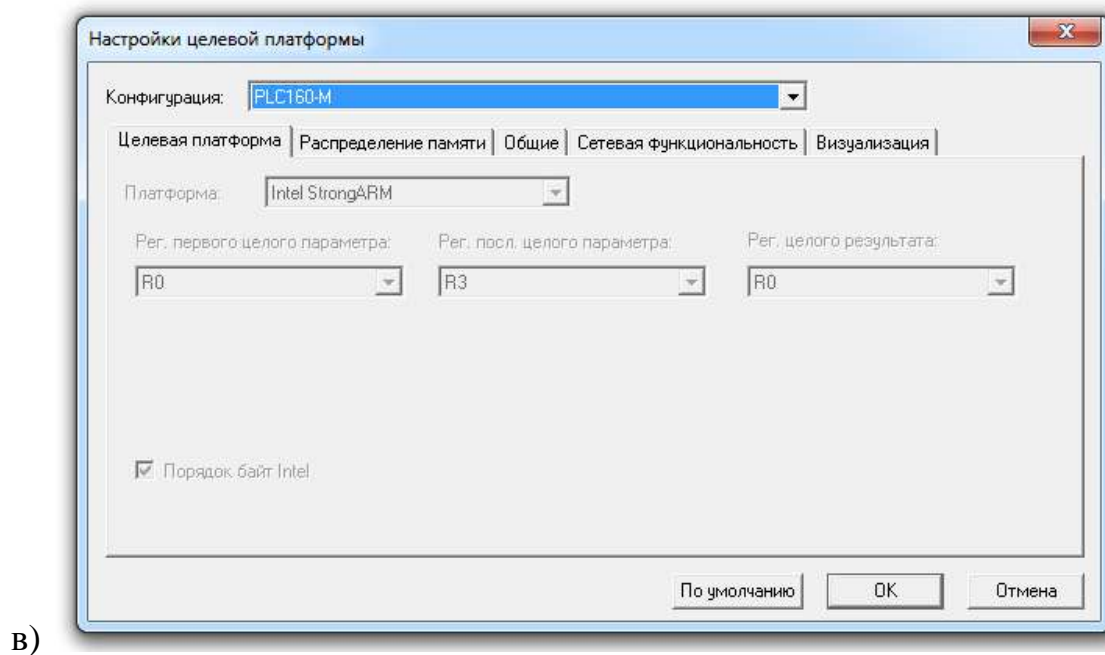 Настройки целевой платформы
Конфигурация: PLC160-M
Целевая платформа Распределение памяти Общие Сетевая функциональность Визуализация
Платформа: Intel StrongARM
Рег. первого целого параметра: Рег. посл. целого параметра: Рег. целого результата:
R0 R3 R0
Порядок байт Intel
По умолчанию OK Отмена
в)